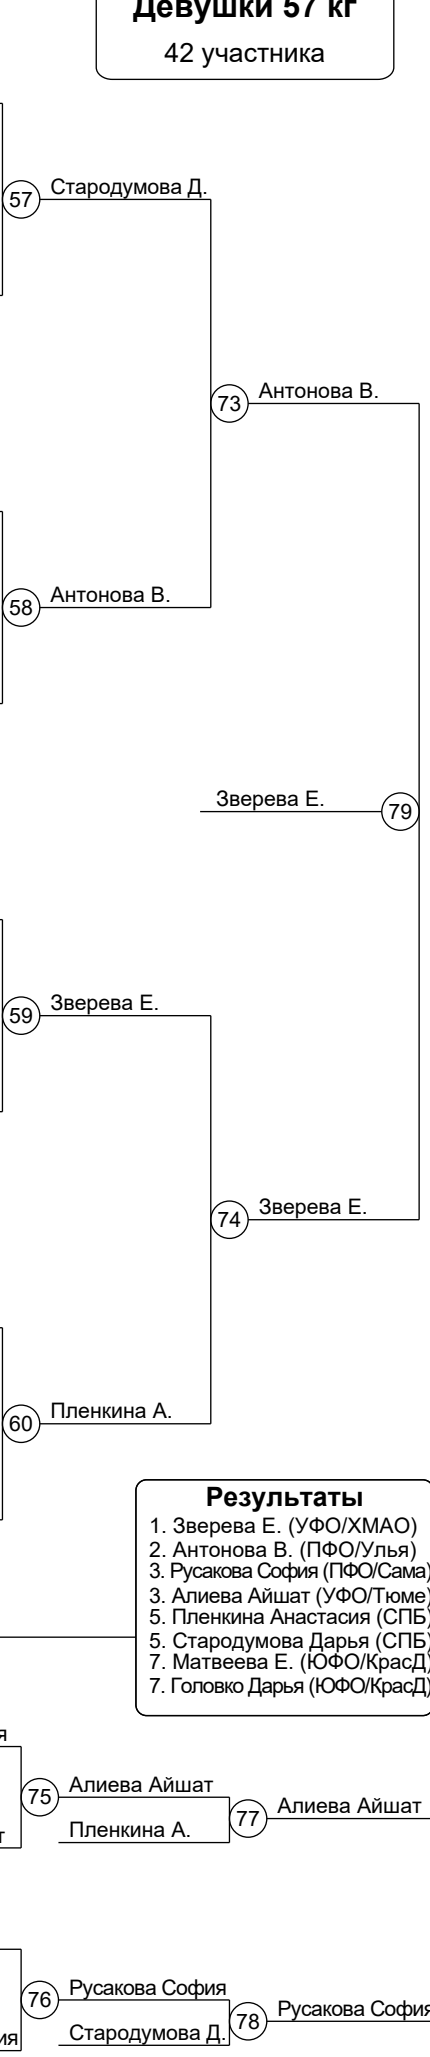 Девушки 57 кг
42 участника
57 Стародумова Д.
73 Антонова В.
58 Антонова В.
Зверева Е. 79
59 Зверева Е.
74 Зверева Е.
60 Пленкина А.
Результаты
1. Зверева Е. (УФО/ХМАО)
2. Антонова В. (ПФО/Улья)
3. Русакова София (ПФО/Сама)
3. Алиева Айшат (УФО/Тюме)
5. Пленкина Анастасия (СПБ)
5. Стародумова Дарья (СПБ)
7. Матвеева Е. (ЮФО/КрасД)
7. Головко Дарья (ЮФО/КрасД)
я
75 Алиева Айшат
77 Алиева Айшат
Пленкина А.
т
76 Русакова София
78 Русакова София
Стародумова Д.
ия